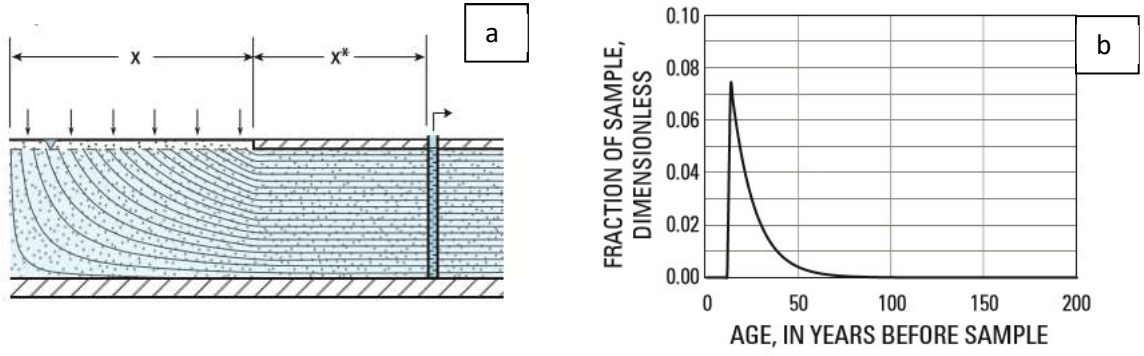 a
x
x*
b
FRACTION OF SAMPLE,
DIMENSIONLESS
0.10
0.08
0.06
0.04
0.02
0.00
0 50 100 150 200
AGE, IN YEARS BEFORE SAMPLE